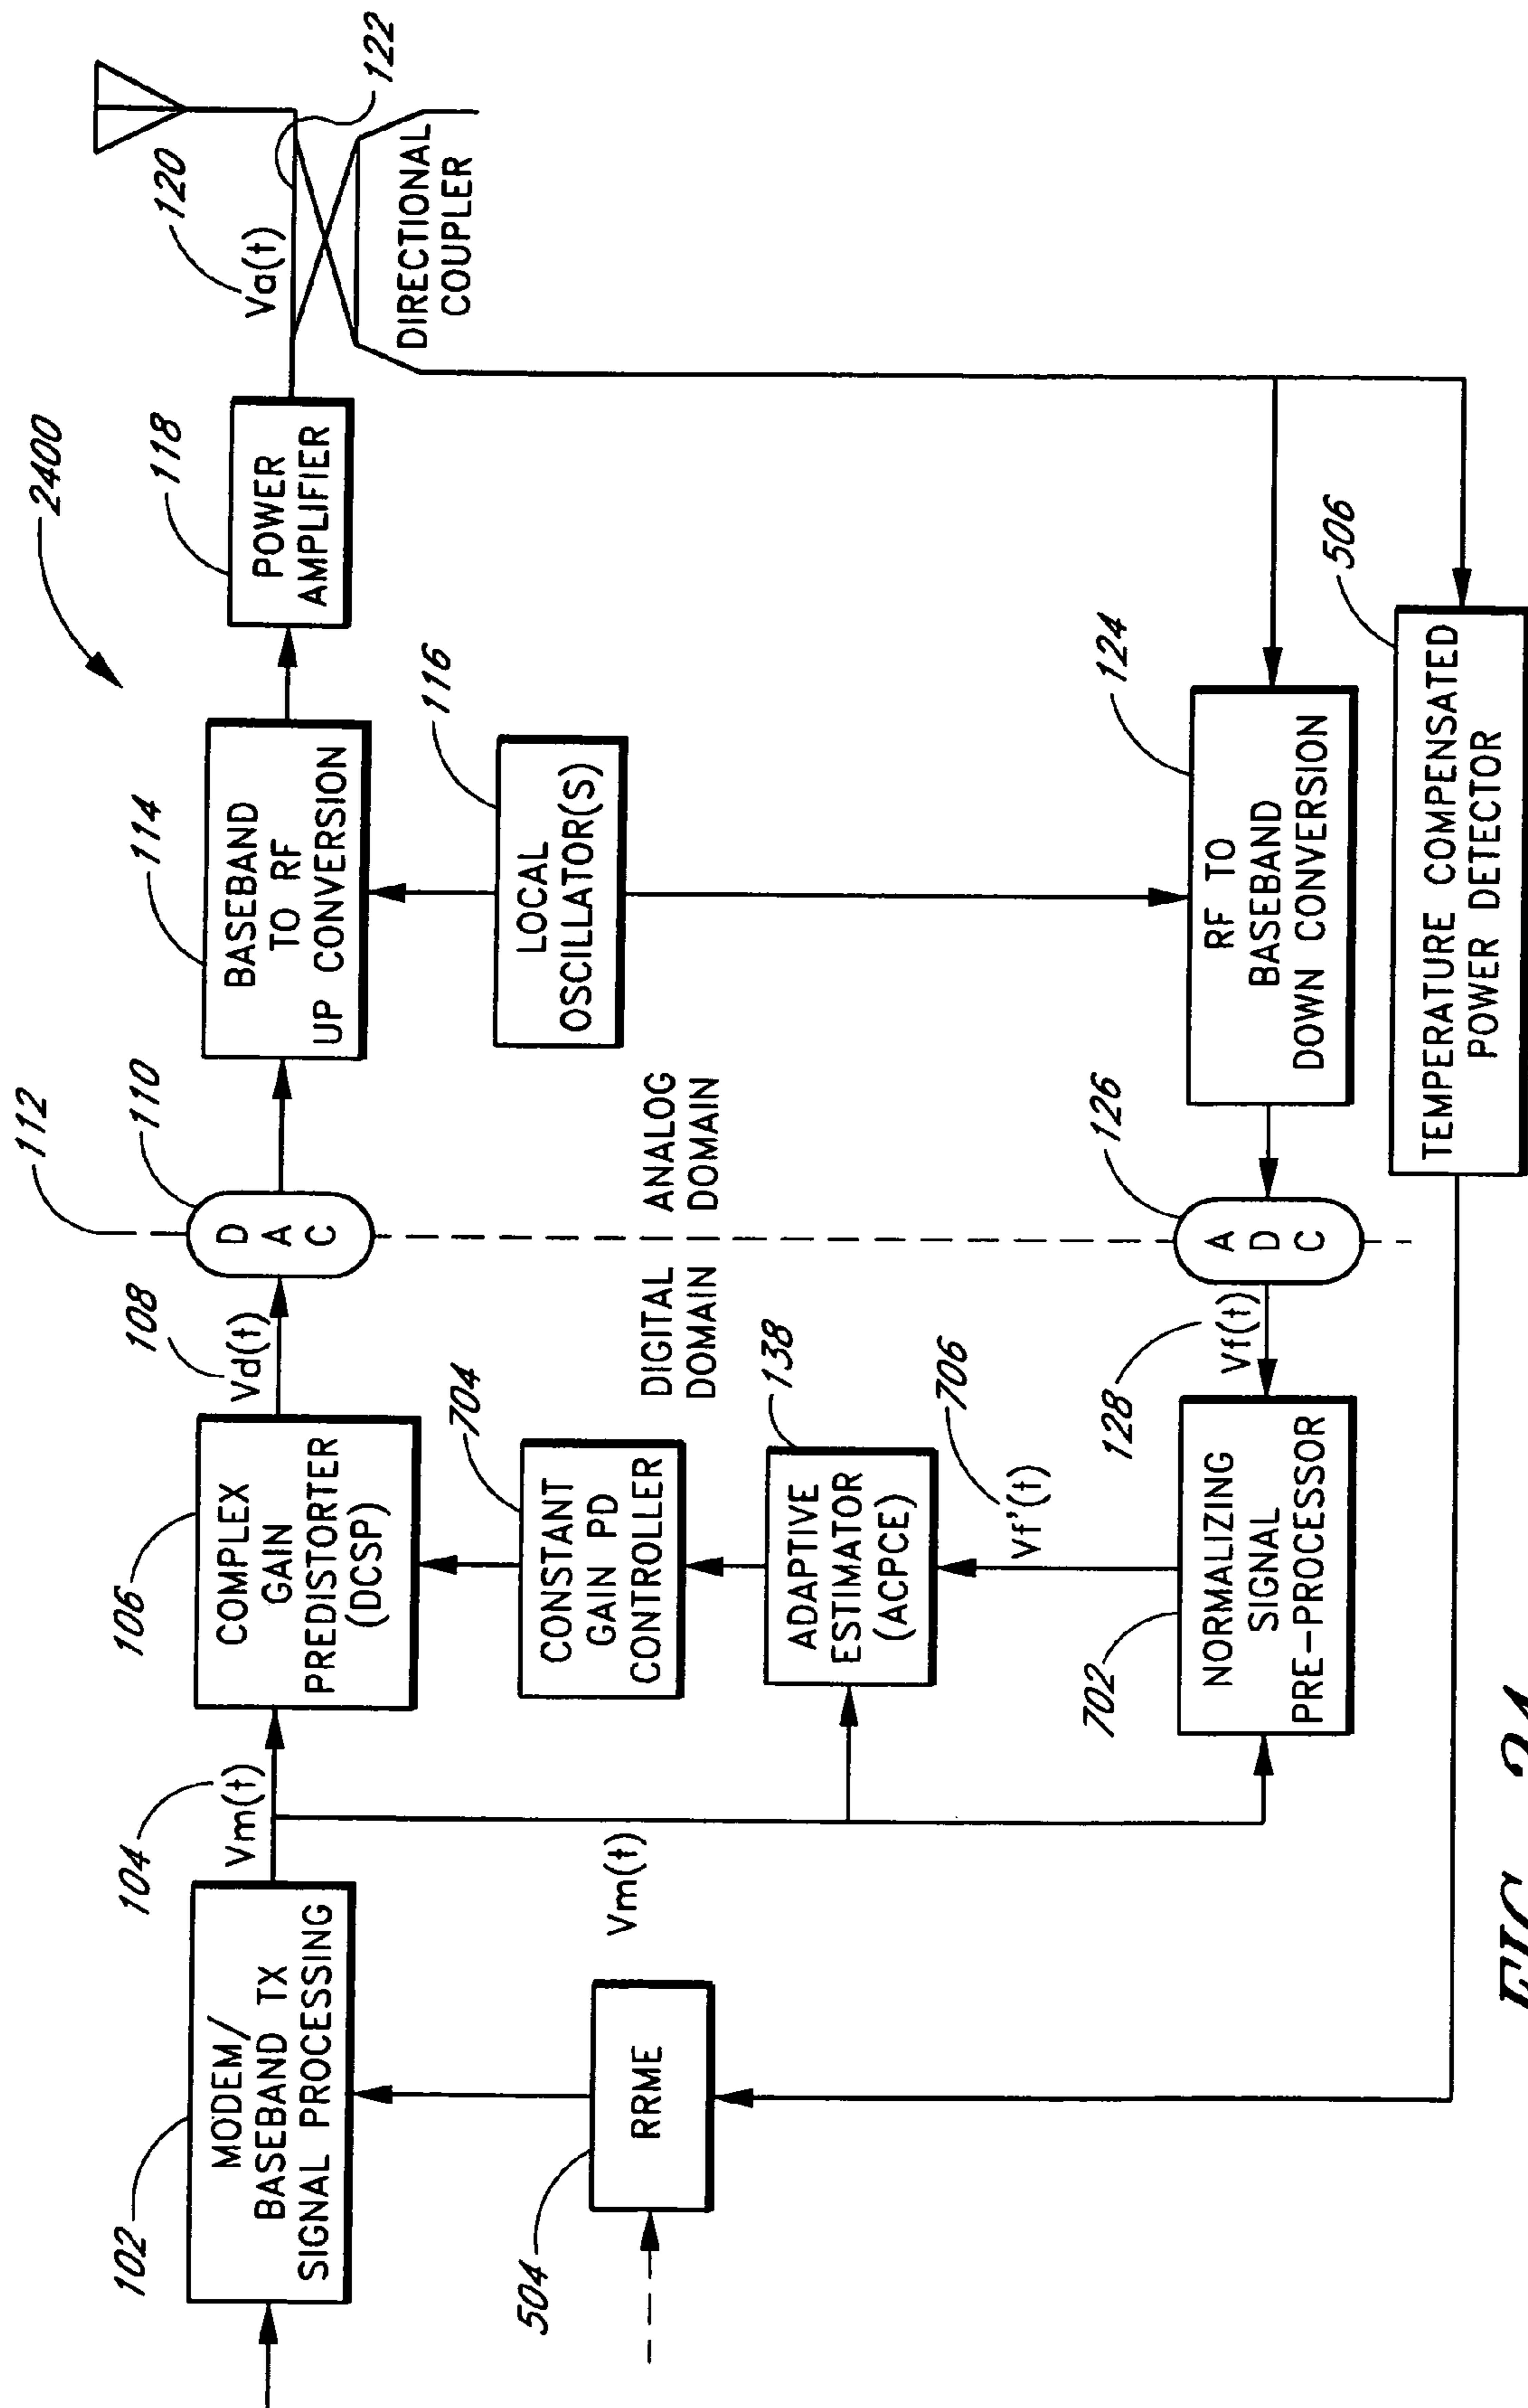 2400
112
102
MODEM/
BASEBAND TX
SIGNAL PROCESSING
104
Vm(t)
106
COMPLEX
GAIN
PREDISTORTER
(DCSP)
108
Vd(t)
110
D
A
C
114
BASEBAND
TO RF
UP CONVERSION
118
POWER
AMPLIFIER
120
Va(t)
122
DIRECTIONAL
COUPLER
504
RRME
Vm(t)
704
CONSTANT
GAIN PD
CONTROLLER
DIGITAL
DOMAIN
ANALOG
DOMAIN
116
LOCAL
OSCILLATOR(S)
138
ADAPTIVE
ESTIMATOR
(ACPCE)
706
Vf'(t)
702
NORMALIZING
SIGNAL
PRE-PROCESSOR
128
Vf(t)
126
A
D
C
124
RF TO
BASEBAND
DOWN CONVERSION
506
TEMPERATURE COMPENSATED
POWER DETECTOR